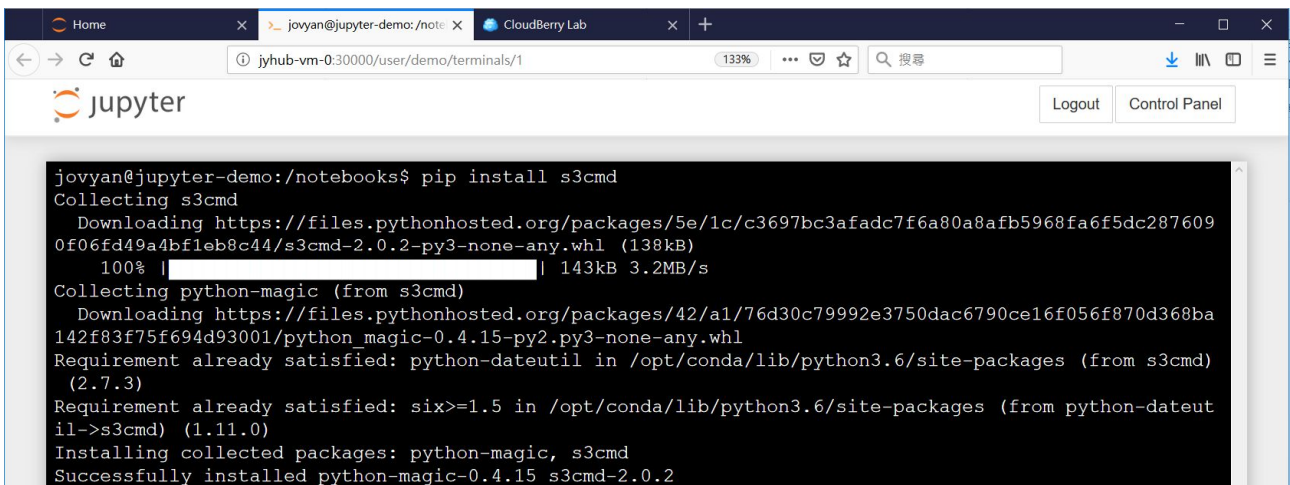 Home
jovyan@jupyter-demo: /note
CloudBerry Lab
jyhub-vm-0:30000/user/demo/terminals/1
133%
搜尋
jupyter
Logout
Control Panel
jovyan@jupyter-demo:/notebooks$ pip install s3cmd
Collecting s3cmd
  Downloading https://files.pythonhosted.org/packages/5e/1c/c3697bc3afadc7f6a80a8afb5968fa6f5dc287609
0f06fd49a4bf1eb8c44/s3cmd-2.0.2-py3-none-any.whl (138kB)
    100% |                                | 143kB 3.2MB/s
Collecting python-magic (from s3cmd)
  Downloading https://files.pythonhosted.org/packages/42/a1/76d30c79992e3750dac6790ce16f056f870d368ba
142f83f75f694d93001/python_magic-0.4.15-py2.py3-none-any.whl
Requirement already satisfied: python-dateutil in /opt/conda/lib/python3.6/site-packages (from s3cmd)
 (2.7.3)
Requirement already satisfied: six>=1.5 in /opt/conda/lib/python3.6/site-packages (from python-dateut
il->s3cmd) (1.11.0)
Installing collected packages: python-magic, s3cmd
Successfully installed python-magic-0.4.15 s3cmd-2.0.2